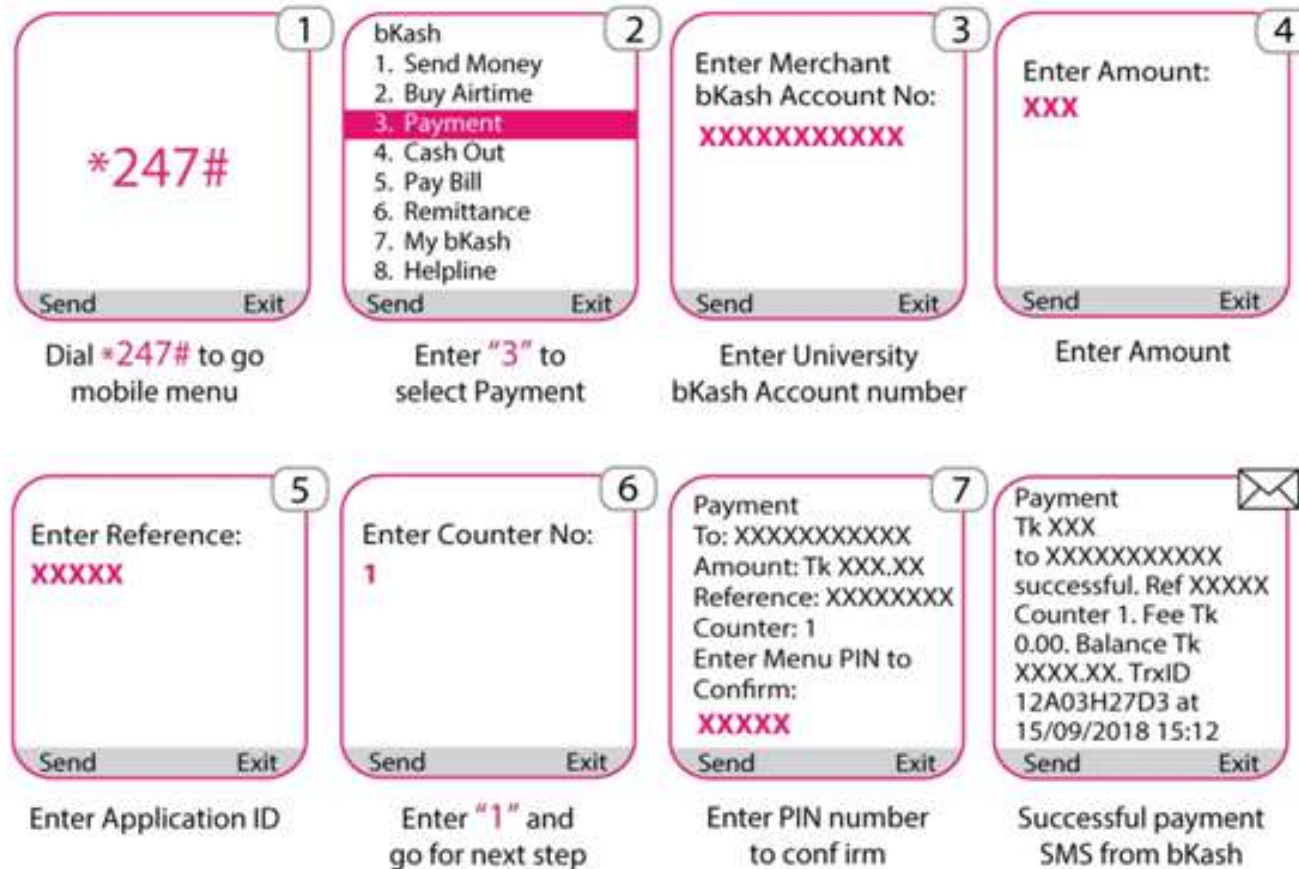 1
*247#
Send Exit
Dial *247# to go
mobile menu
2
bKash
1. Send Money
2. Buy Airtime
3. Payment
4. Cash Out
5. Pay Bill
6. Remittance
7. My bKash
8. Helpline
Send Exit
Enter "3" to
select Payment
3
Enter Merchant
bKash Account No:
XXXXXXXXXXX
Send Exit
Enter University
bKash Account number
4
Enter Amount:
XXX
Send Exit
Enter Amount
5
Enter Reference:
XXXXX
Send Exit
Enter Application ID
6
Enter Counter No:
1
Send Exit
Enter "1" and
go for next step
7
Payment
To: XXXXXXXXXXX
Amount: Tk XXX.XX
Reference: XXXXXXXX
Counter: 1
Enter Menu PIN to
Confirm:
XXXXX
Send Exit
Enter PIN number
to conf irm
Payment
Tk XXX
to XXXXXXXXXXX
successful. Ref XXXXX
Counter 1. Fee Tk
0.00. Balance Tk
XXXX.XX. TrxID
12A03H27D3 at
15/09/2018 15:12
Send Exit
Successful payment
SMS from bKash